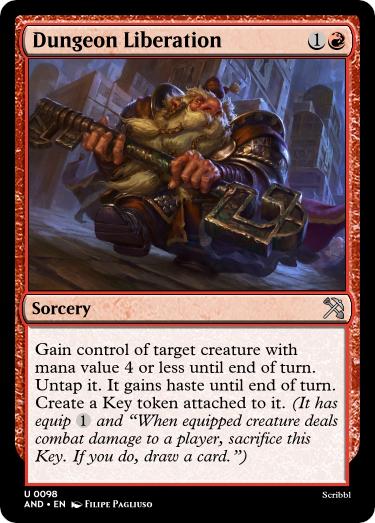 Dungeon Liberation 1
Sorcery
Gain control of target creature with
mana value 4 or less until end of turn.
Untap it. It gains haste until end of turn.
Create a Key token attached to it. (It has
equip 1 and “When equipped creature deals
combat damage to a player, sacrifice this
Key. If you do, draw a card.”)
U 0098
AND • EN Filipe Pagliuso
Scribbl